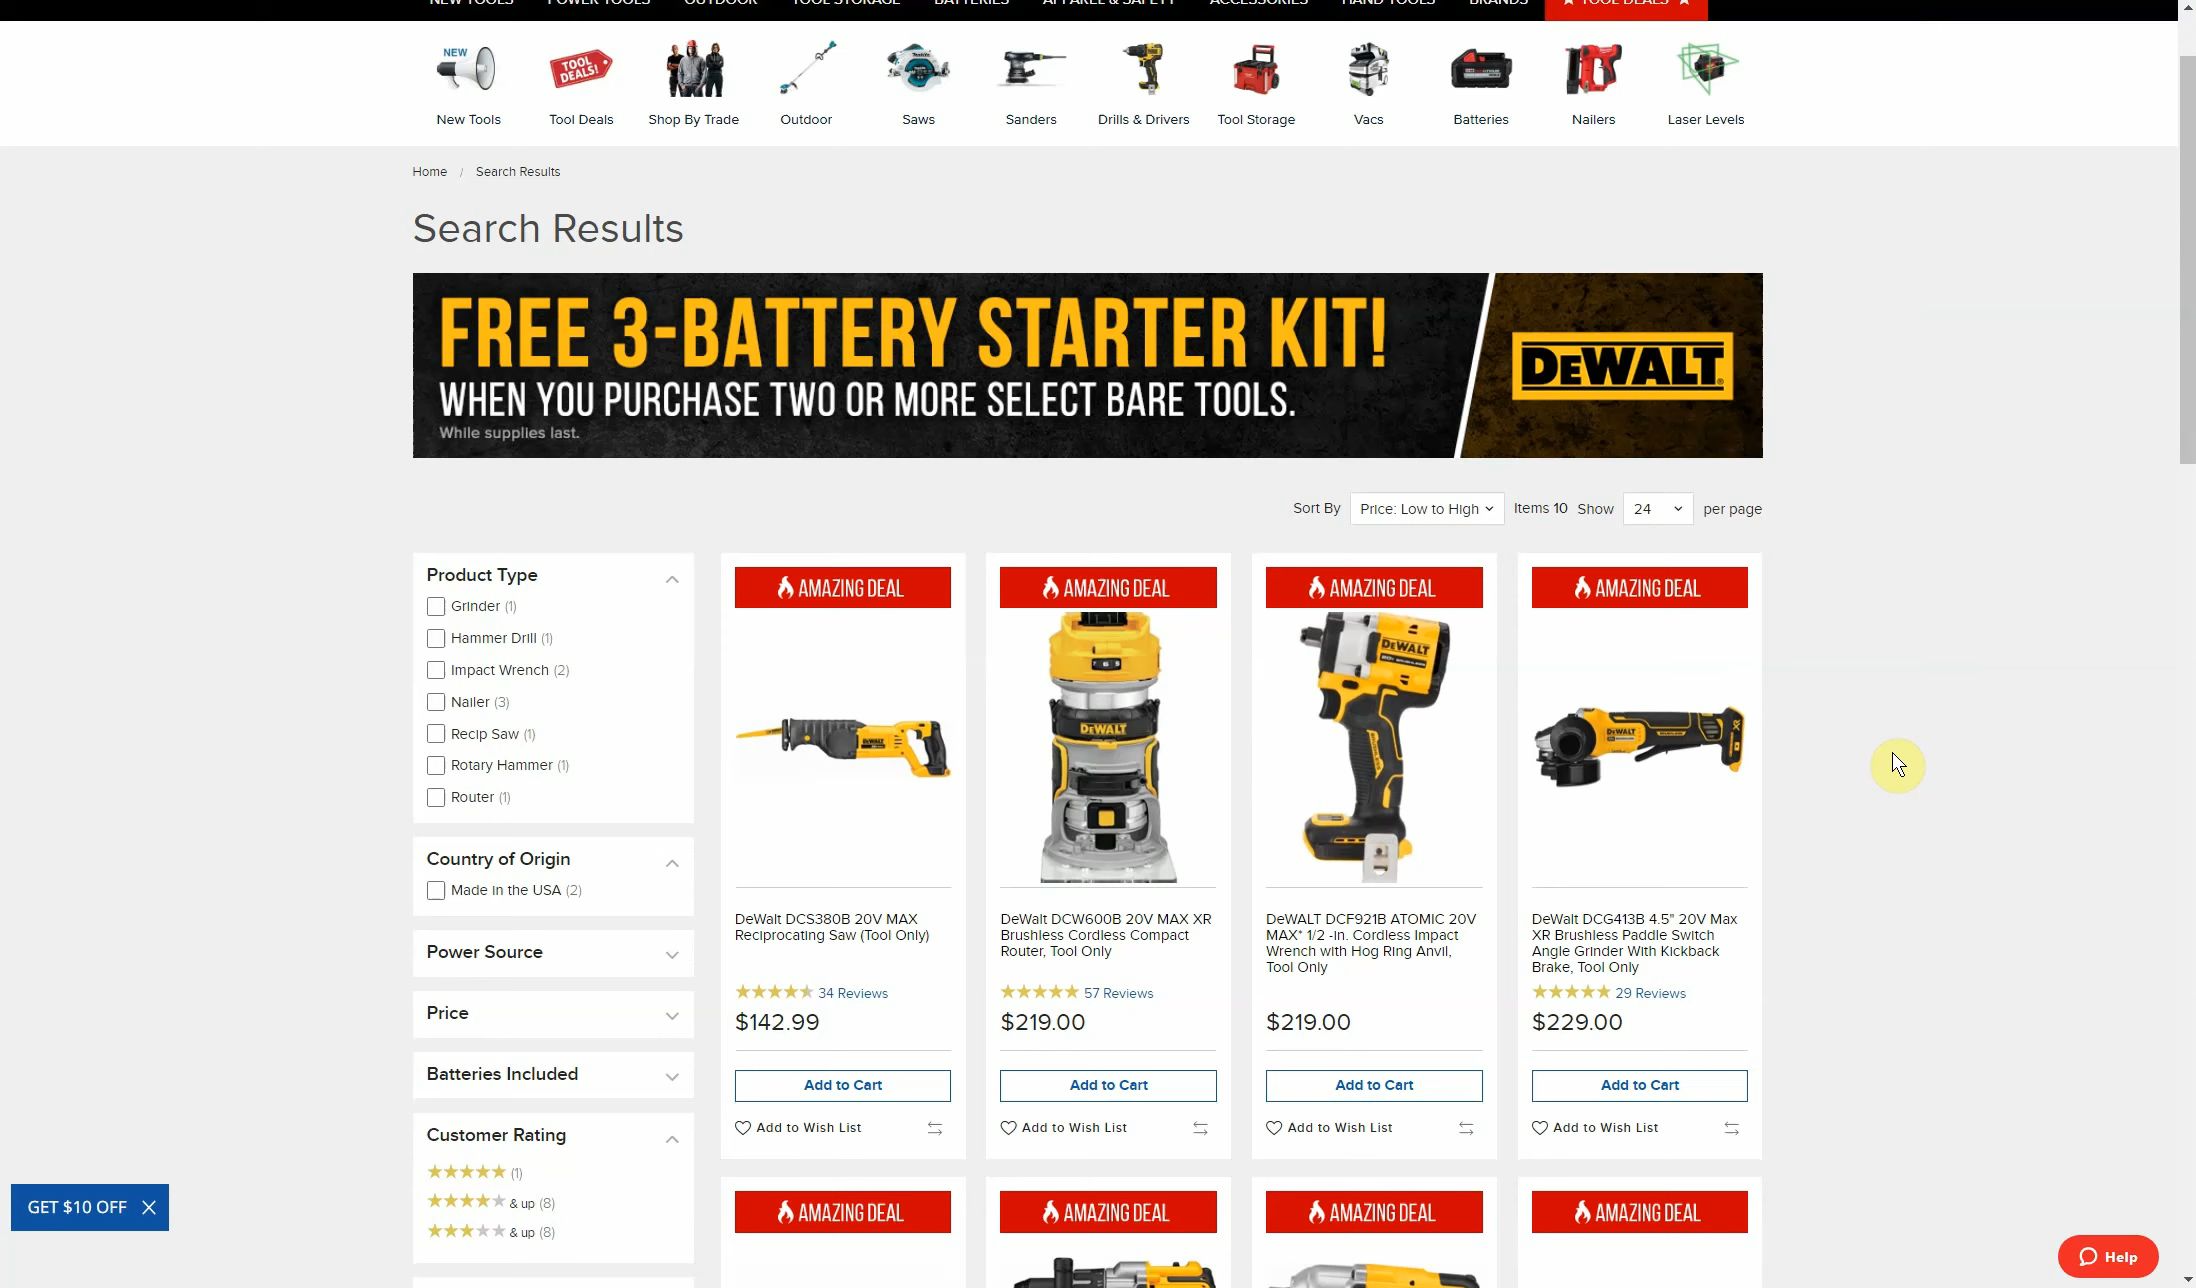 NEW TOOLS POWER TOOLS OUTDOOR TOOL STORAGE BATTERIES APPAREL & SAFETY ACCESSORIES HAND TOOLS BRANDS ★ TOOL DEALS ★
NEW
TOOL DEALS!
New Tools Tool Deals Shop By Trade Outdoor Saws Sanders Drills & Drivers Tool Storage Vacs Batteries Nailers Laser Levels
Home / Search Results
Search Results
FREE 3-BATTERY STARTER KIT!
WHEN YOU PURCHASE TWO OR MORE SELECT BARE TOOLS.
While supplies last.
DEWALT
Sort By Price: Low to High Items 10 Show 24 per page
Product Type
Grinder (1)
Hammer Drill (1)
Impact Wrench (2)
Nailer (3)
Recip Saw (1)
Rotary Hammer (1)
Router (1)
Country of Origin
Made in the USA (2)
Power Source
Price
Batteries Included
Customer Rating
★★★★★ (1)
★★★★★ & up (8)
★★★★★ & up (8)
AMAZING DEAL
DeWalt DCS380B 20V MAX
Reciprocating Saw (Tool Only)
34 Reviews
$142.99
Add to Cart
Add to Wish List
AMAZING DEAL
DEWALT
DeWalt DCW600B 20V MAX XR
Brushless Cordless Compact
Router, Tool Only
57 Reviews
$219.00
Add to Cart
Add to Wish List
AMAZING DEAL
DEWALT
DeWALT DCF921B ATOMIC 20V
MAX* 1/2 -in. Cordless Impact
Wrench with Hog Ring Anvil,
Tool Only
$219.00
Add to Cart
Add to Wish List
AMAZING DEAL
DEWALT
DeWalt DCG413B 4.5" 20V Max
XR Brushless Paddle Switch
Angle Grinder With Kickback
Brake, Tool Only
29 Reviews
$229.00
Add to Cart
Add to Wish List
AMAZING DEAL
AMAZING DEAL
AMAZING DEAL
AMAZING DEAL
GET $10 OFF
Help